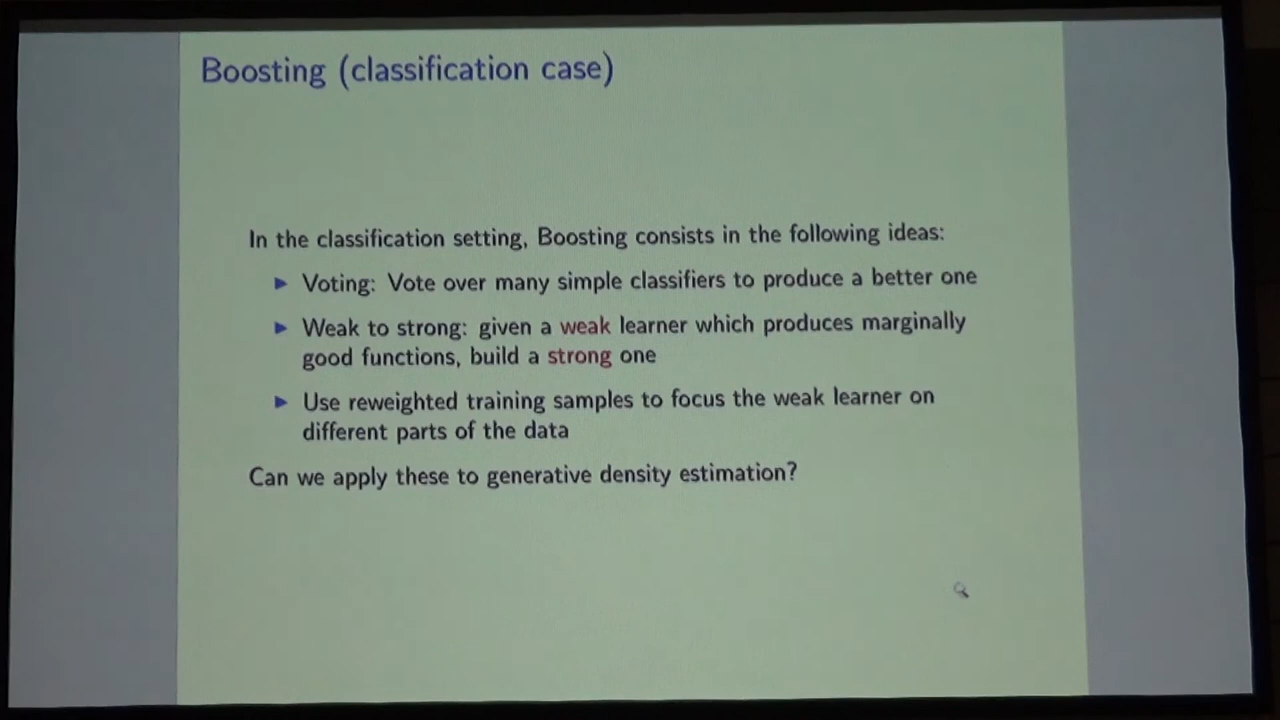 Boosting (classification case)
In the classification setting, Boosting consists in the following ideas:
Voting: Vote over many simple classifiers to produce a better one
Weak to strong: given a weak learner which produces marginally
good functions, build a strong one
Use reweighted training samples to focus the weak learner on
different parts of the data
Can we apply these to generative density estimation?